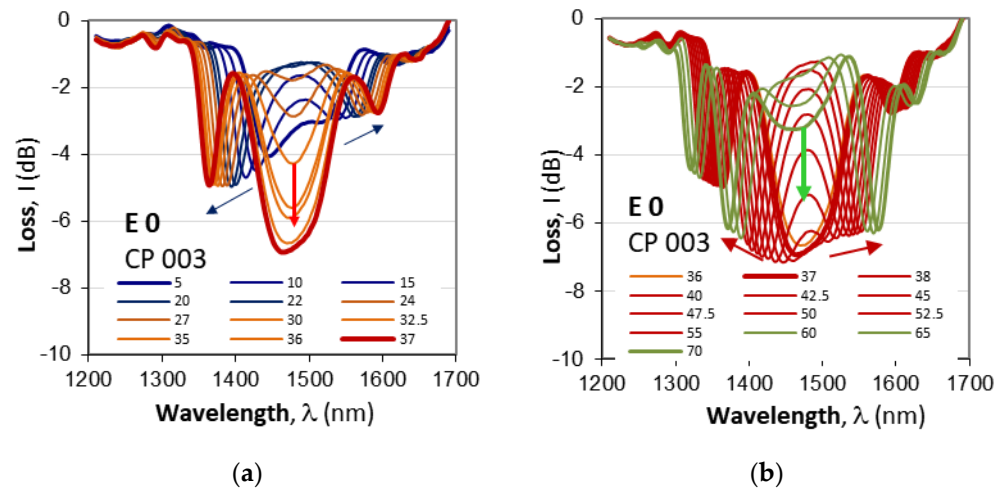 0
−2
−4
−6
−8
−10
Loss, I (dB)
E 0
CP 003
5 10 15
20 22 24
27 30 32.5
35 36 37
1200 1300 1400 1500 1600 1700
Wavelength, λ (nm)
(a)
0
−2
−4
−6
−8
−10
Loss, I (dB)
E 0
CP 003
36 37 38
40 42.5 45
47.5 50 52.5
55 60 65
70
1200 1300 1400 1500 1600 1700
Wavelength, λ (nm)
(b)